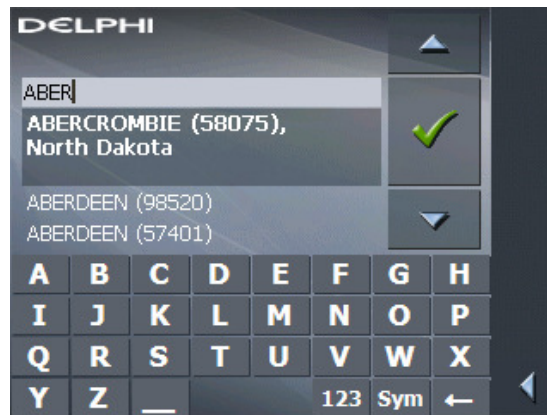 DELPHI
ABER
ABERCROMBIE (58075),
North Dakota
ABERDEEN (98520)
ABERDEEN (57401)
A B C D E F G H
I J K L M N O P
Q R S T U V W X
Y Z _ 123 Sym ←